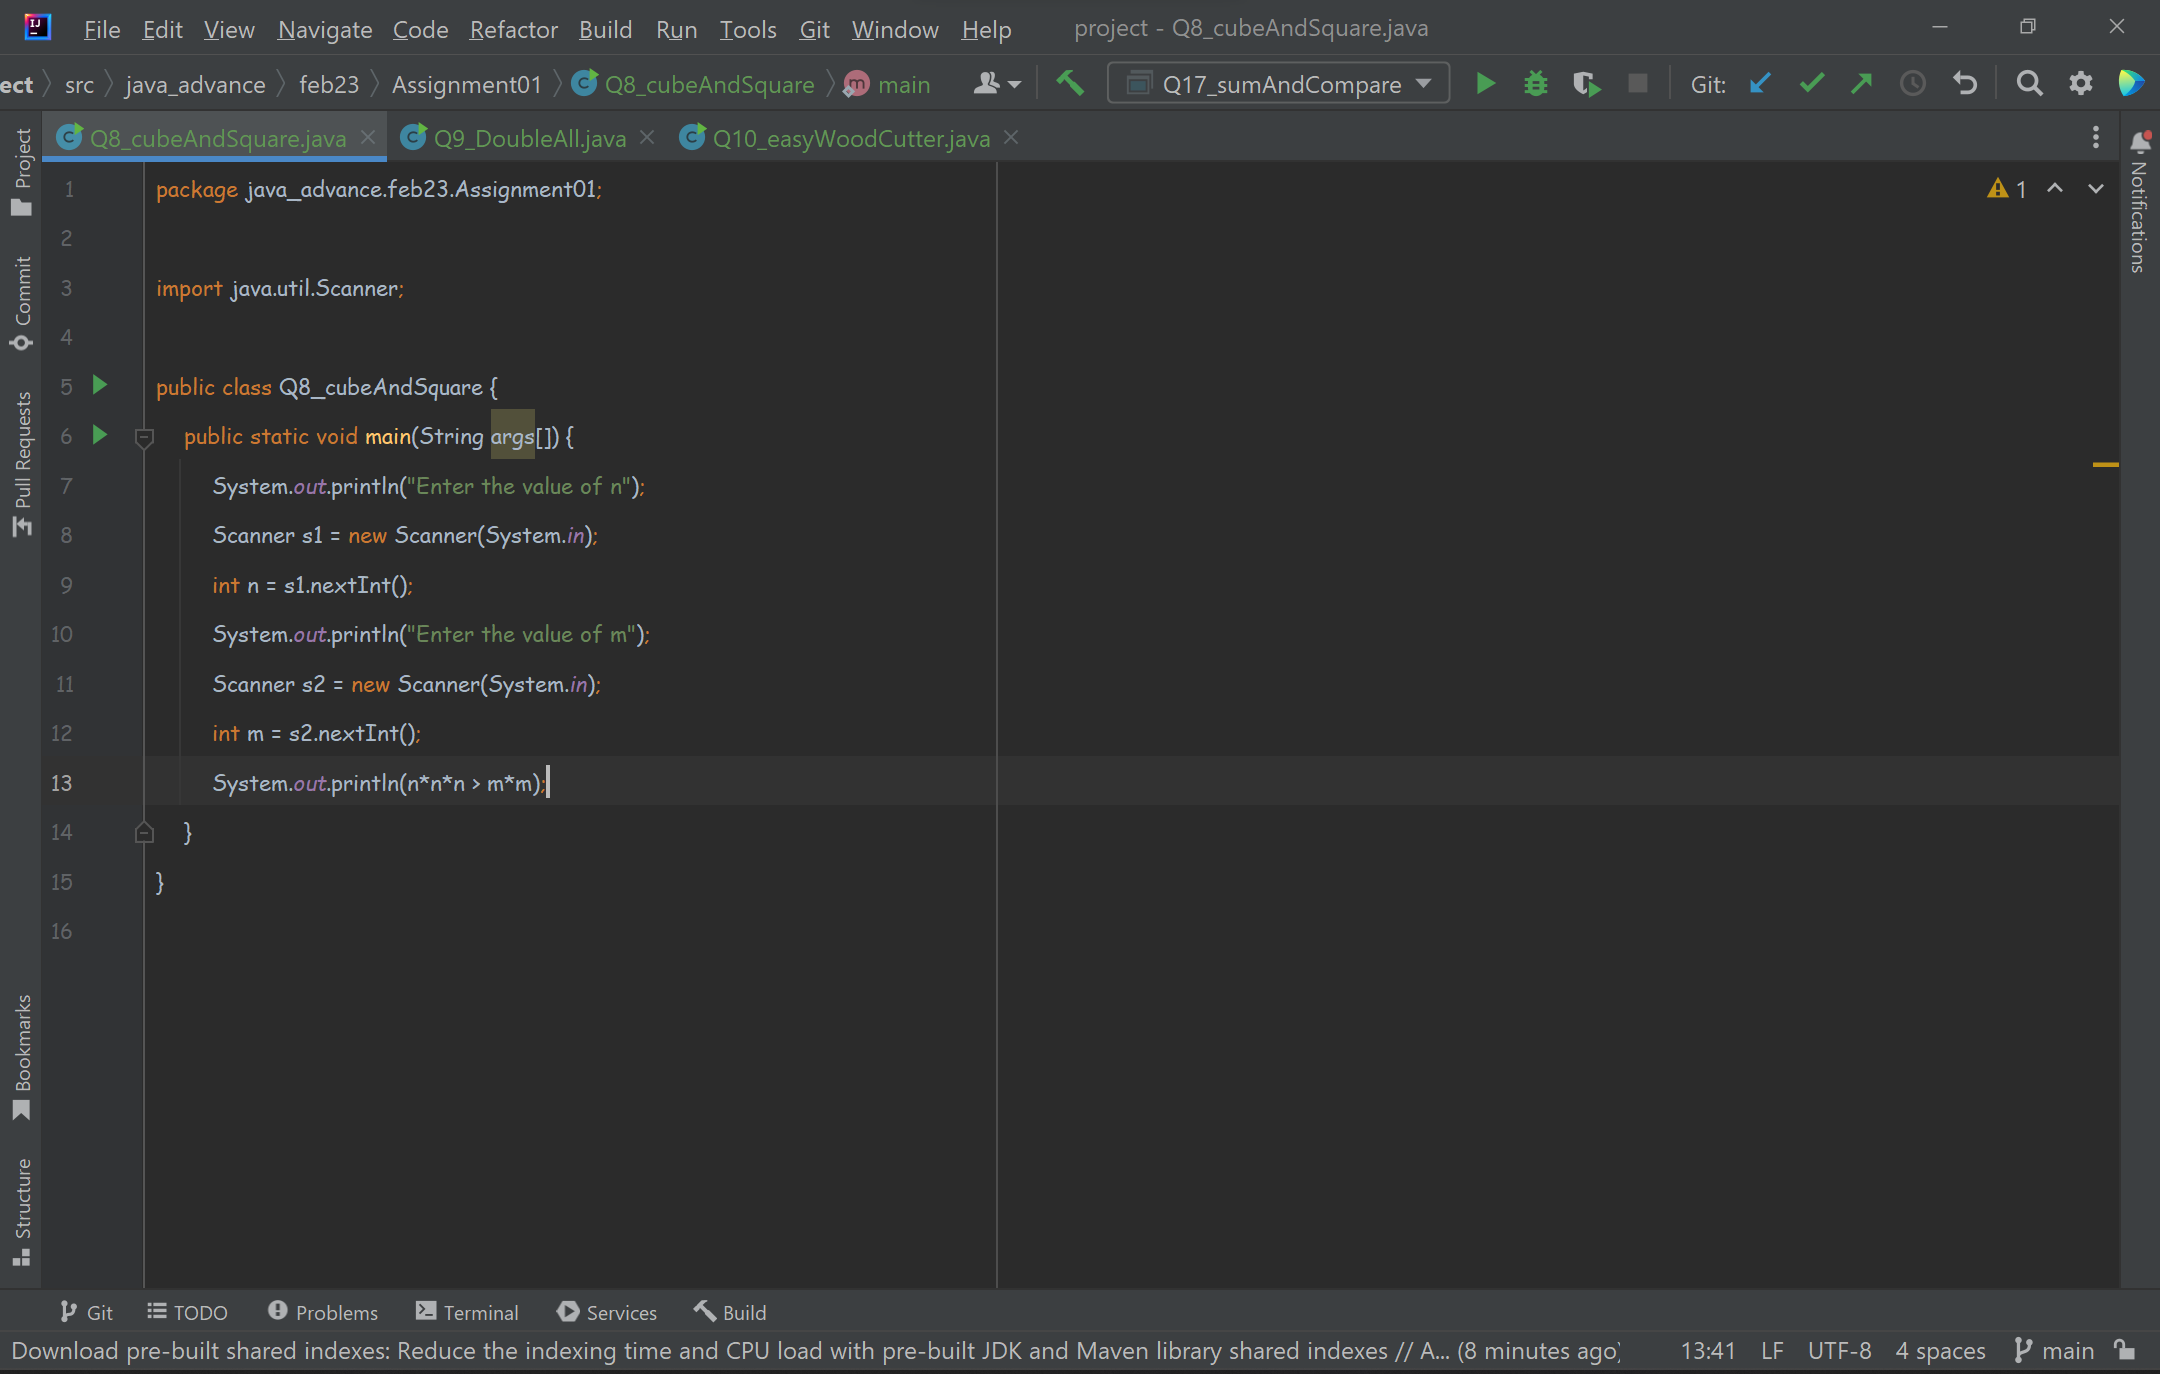 File Edit View Navigate Code Refactor Build Run Tools Git Window Help project - Q8_cubeAndSquare.java
ect src java_advance feb23 Assignment01 Q8_cubeAndSquare main Q17_sumAndCompare Git:
Q8_cubeAndSquare.java Q9_DoubleAll.java Q10_easyWoodCutter.java
Project
Commit
Pull Requests
Bookmarks
Structure
Notifications
1
1 package java_advance.feb23.Assignment01;
2
3 import java.util.Scanner;
4
5 public class Q8_cubeAndSquare {
6 public static void main(String args[]) {
7 System.out.println("Enter the value of n");
8 Scanner s1 = new Scanner(System.in);
9 int n = s1.nextInt();
10 System.out.println("Enter the value of m");
11 Scanner s2 = new Scanner(System.in);
12 int m = s2.nextInt();
13 System.out.println(n*n*n > m*m);
14 }
15 }
16
Git TODO Problems Terminal Services Build
Download pre-built shared indexes: Reduce the indexing time and CPU load with pre-built JDK and Maven library shared indexes // A... (8 minutes ago) 13:41 LF UTF-8 4 spaces main